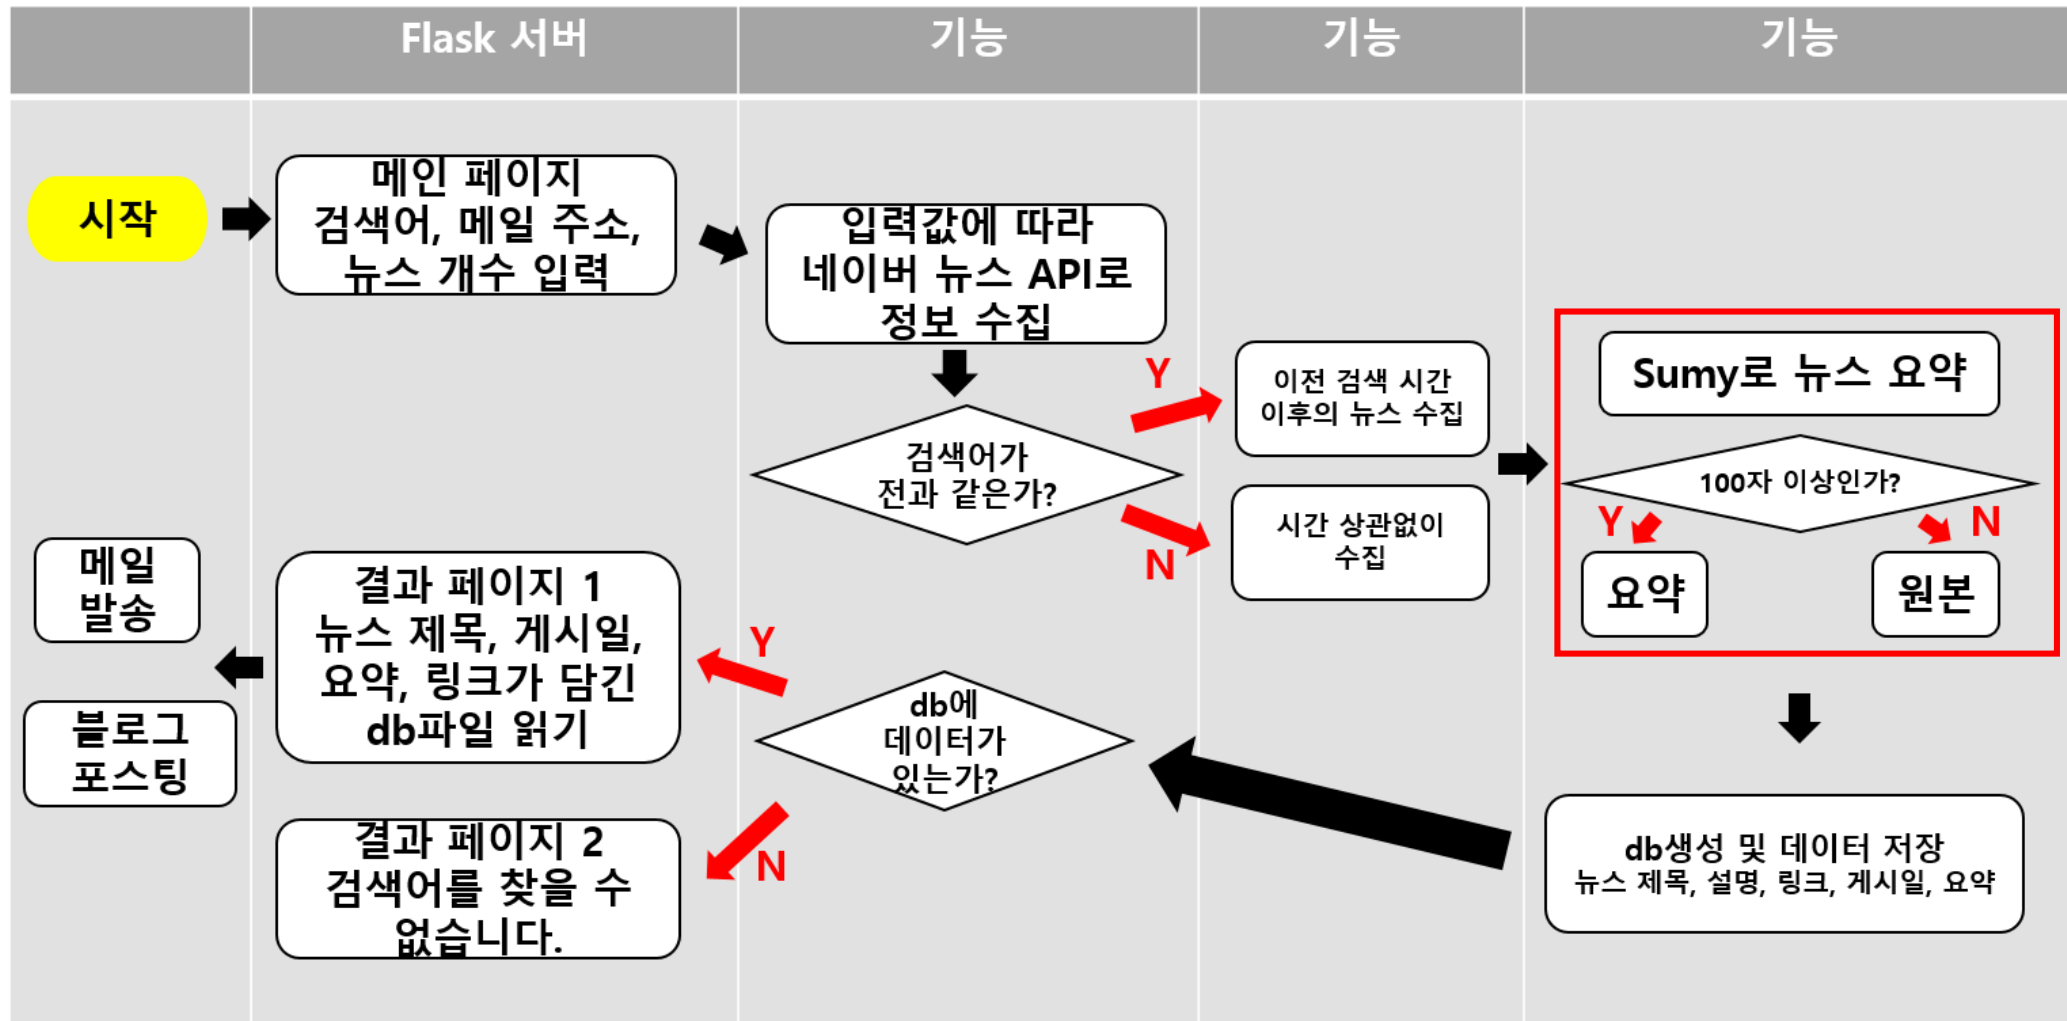 Flask 서버
기능
기능
기능
시작
메인 페이지
검색어, 메일 주소,
뉴스 개수 입력
입력값에 따라
네이버 뉴스 API로
정보 수집
검색어가
전과 같은가?
Y
N
이전 검색 시간
이후의 뉴스 수집
시간 상관없이
수집
Sumy로 뉴스 요약
100자 이상인가?
Y
N
요약
원본
db생성 및 데이터 저장
뉴스 제목, 설명, 링크, 게시일, 요약
db에
데이터가
있는가?
Y
N
결과 페이지 1
뉴스 제목, 게시일,
요약, 링크가 담긴
db파일 읽기
결과 페이지 2
검색어를 찾을 수
없습니다.
메일
발송
블로그
포스팅